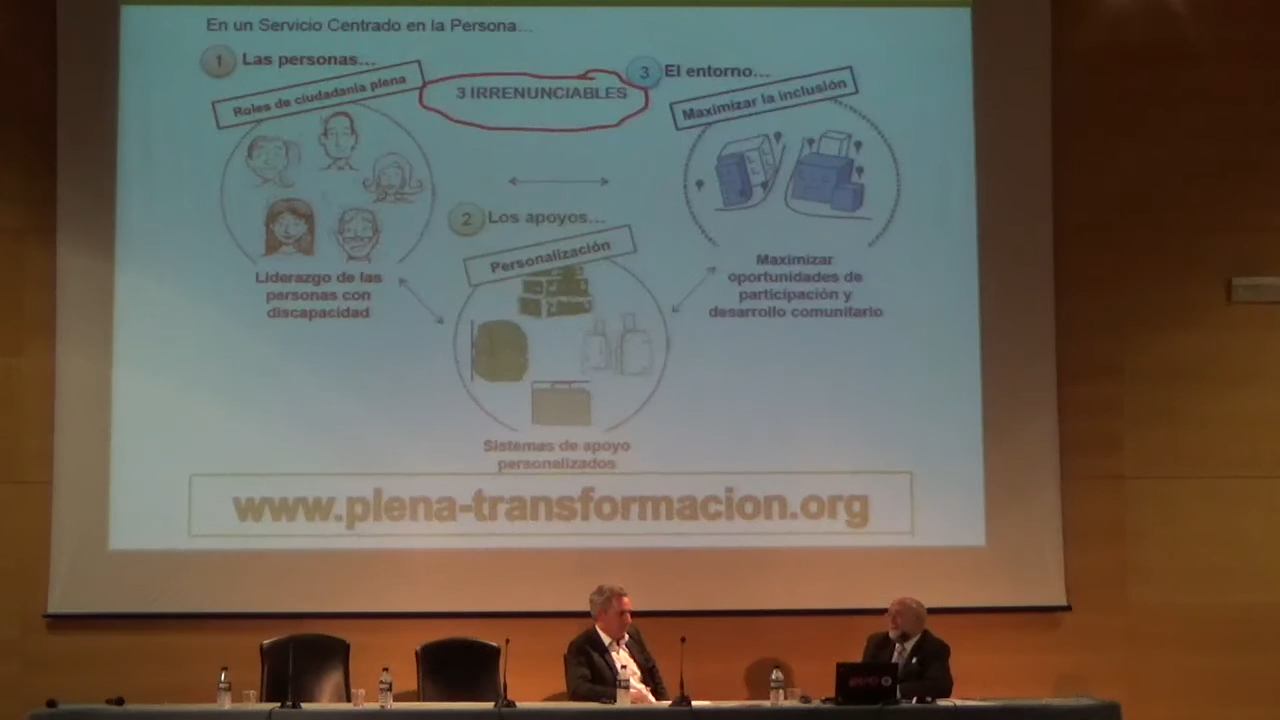 En un Servicio Centrado en la Persona...
1 Las personas...
Roles de ciudadanía plena
3 IRRENUNCIABLES
3 El entorno...
Maximizar la inclusión
2 Los apoyos...
Personalización
Liderazgo de las
personas con
discapacidad
Maximizar
oportunidades de
participación y
desarrollo comunitario
Sistemas de apoyo
personalizados
www.plena-transformacion.org